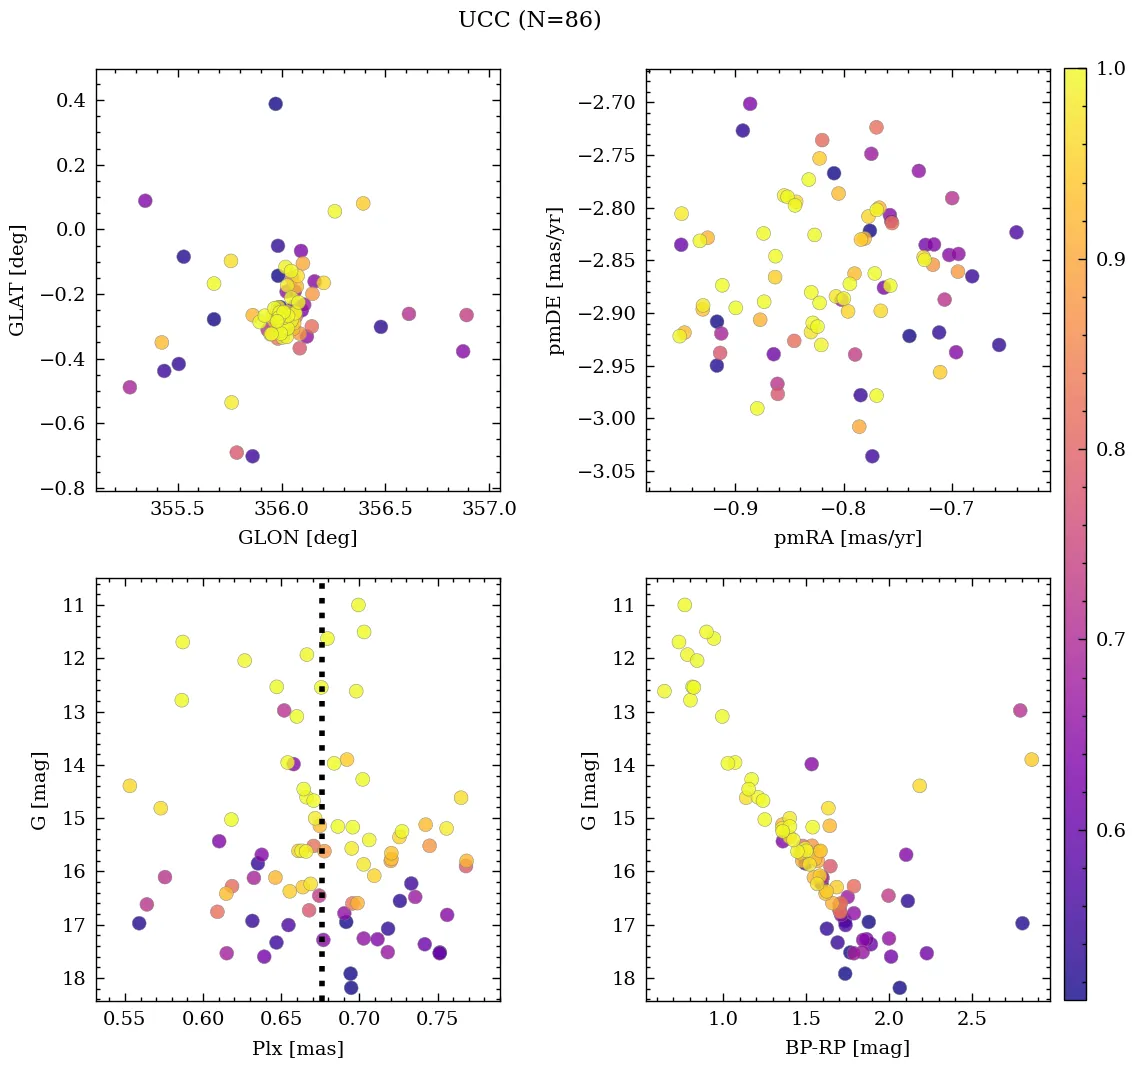 UCC (N=86)
0.4
0.2
0.0
−0.2
−0.4
−0.6
−0.8
GLAT [deg]
355.5 356.0 356.5 357.0
GLON [deg]
−2.70
−2.75
−2.80
−2.85
−2.90
−2.95
−3.00
−3.05
pmDE [mas/yr]
−0.9 −0.8 −0.7
pmRA [mas/yr]
1.0
0.9
0.8
0.7
0.6
11
12
13
14
15
16
17
18
G [mag]
0.55 0.60 0.65 0.70 0.75
Plx [mas]
11
12
13
14
15
16
17
18
G [mag]
1.0 1.5 2.0 2.5
BP-RP [mag]